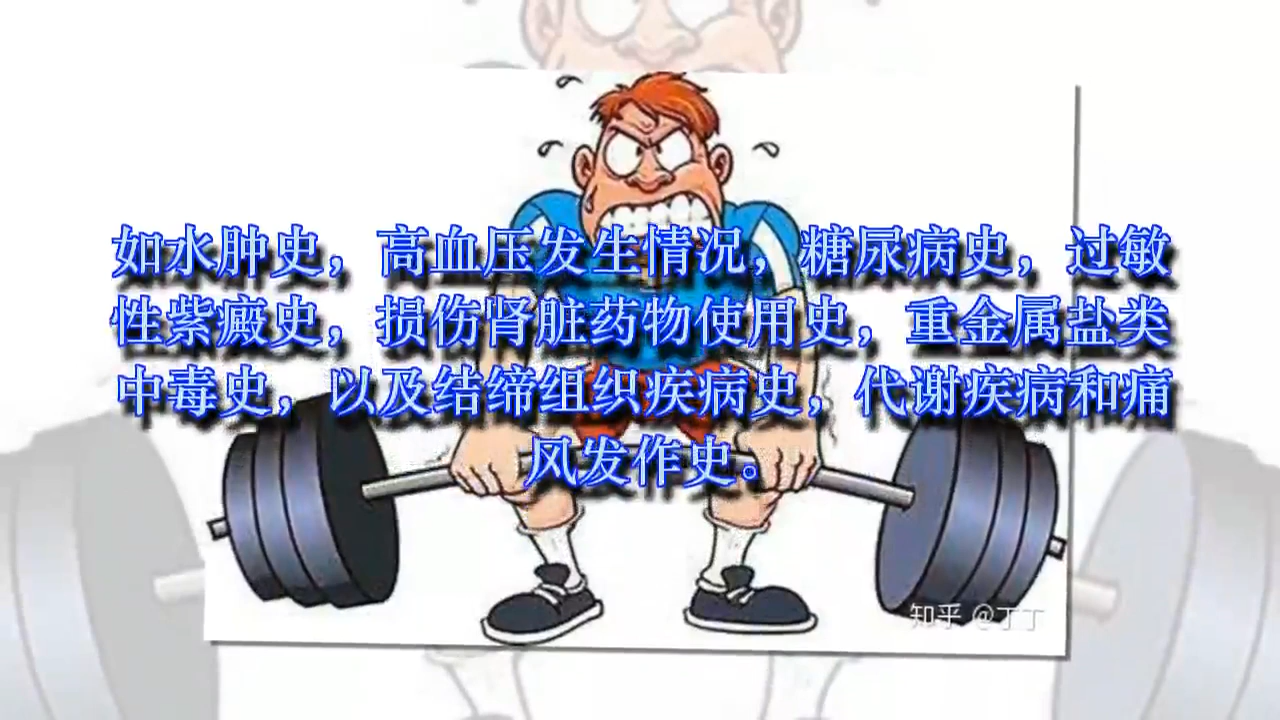 如水肿史，高血压发生情况，糖尿病史，过敏
性紫癜史，损伤肾脏药物使用史，重金属盐类
中毒史，以及结缔组织疾病史，代谢疾病和痛
风发作史。
知乎 @丁丁